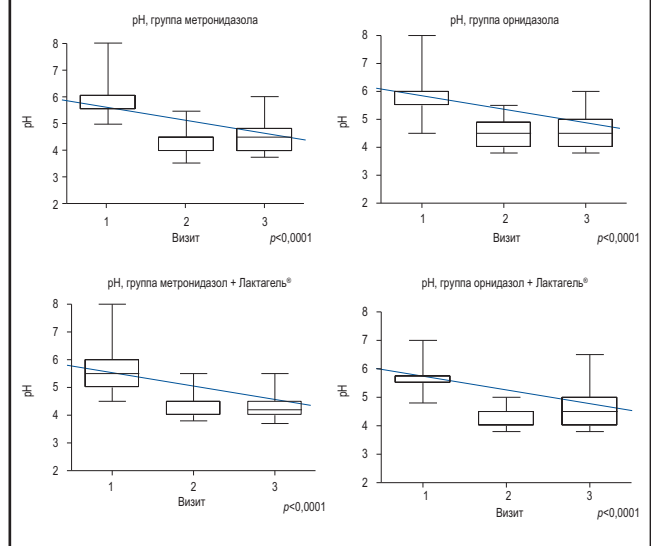 pH, группа метронидазола
8
7
6
5
4
3
2
pH
1 2 3
Визит
p<0,0001
pH, группа орнидазола
8
6
4
2
pH
1 2 3
Визит
p<0,0001
pH, группа метронидазол + Лактагель®
8
7
6
5
4
3
2
pH
1 2 3
Визит
p<0,0001
pH, группа орнидазол + Лактагель®
8
7
6
5
4
3
2
pH
1 2 3
Визит
p<0,0001